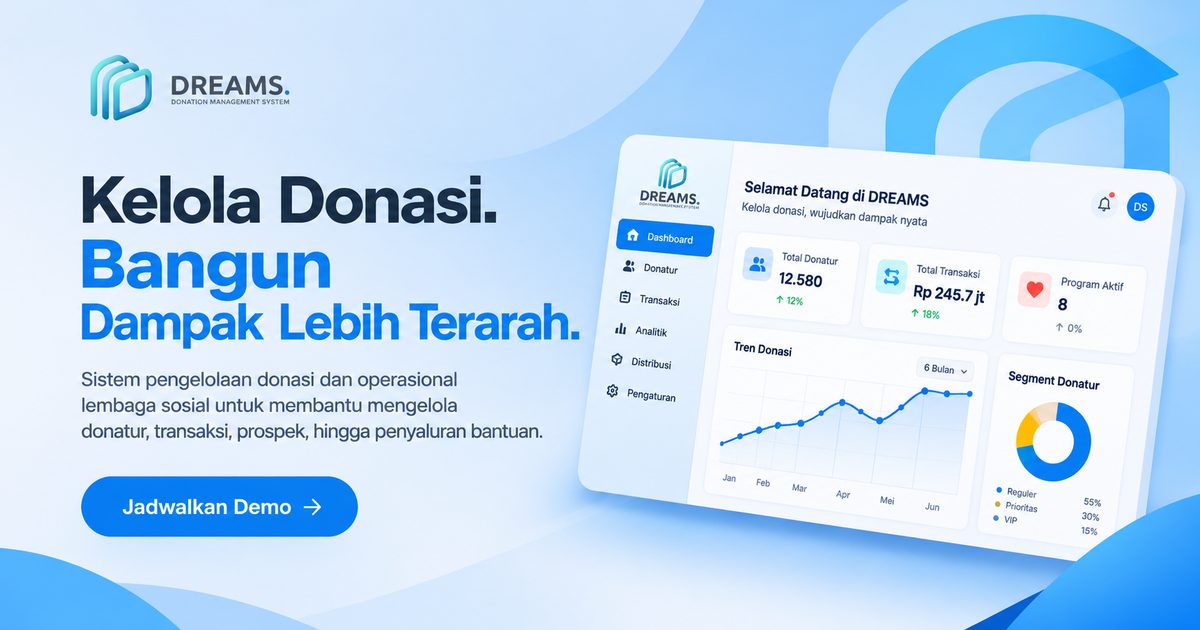 DREAMS.
DONATION MANAGEMENT SYSTEM
Kelola Donasi.
Bangun
Dampak Lebih Terarah.
Sistem pengelolaan donasi dan operasional
lembaga sosial untuk membantu mengelola
donatur, transaksi, prospek, hingga penyaluran bantuan.
Jadwalkan Demo →
DREAMS.
DONATION MANAGEMENT SYSTEM
Dashboard
Donatur
Transaksi
Analitik
Distribusi
Pengaturan
Selamat Datang di DREAMS
Kelola donasi, wujudkan dampak nyata
DS
Total Donatur
12.580
↑ 12%
Total Transaksi
Rp 245.7 jt
↑ 18%
Program Aktif
8
↑ 0%
Tren Donasi
6 Bulan
Jan Feb Mar Apr Mei Jun
Segment Donatur
Reguler 55%
Prioritas 30%
VIP 15%